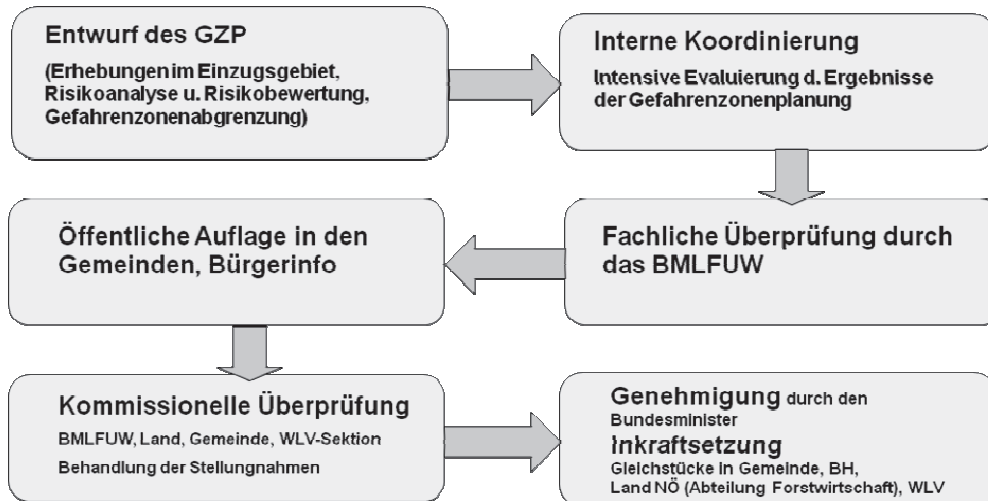 Entwurf des GZP
(Erhebungen im Einzugsgebiet,
Risikoanalyse u. Risikobewertung,
Gefahrenzonenabgrenzung)
Interne Koordinierung
Intensive Evaluierung d. Ergebnisse
der Gefahrenzonenplanung
Fachliche Überprüfung durch
das BMLFUW
Öffentliche Auflage in den
Gemeinden, Bürgerinfo
Kommissionelle Überprüfung
BMLFUW, Land, Gemeinde, WLV-Sektion
Behandlung der Stellungnahmen
Genehmigung durch den
Bundesminister
Inkraftsetzung
Gleichstücke in Gemeinde, BH,
Land NÖ (Abteilung Forstwirtschaft), WLV